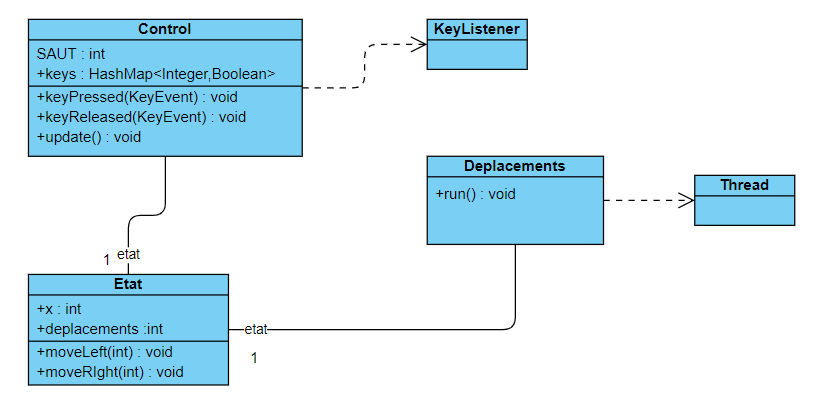 Control
SAUT : int
+keys : HashMap<Integer,Boolean>
+keyPressed(KeyEvent) : void
+keyReleased(KeyEvent) : void
+update() : void
KeyListener
Deplacements
+run() : void
Thread
etat
1
Etat
+x : int
+deplacements :int
+moveLeft(int) : void
+moveRIght(int) : void
etat
1